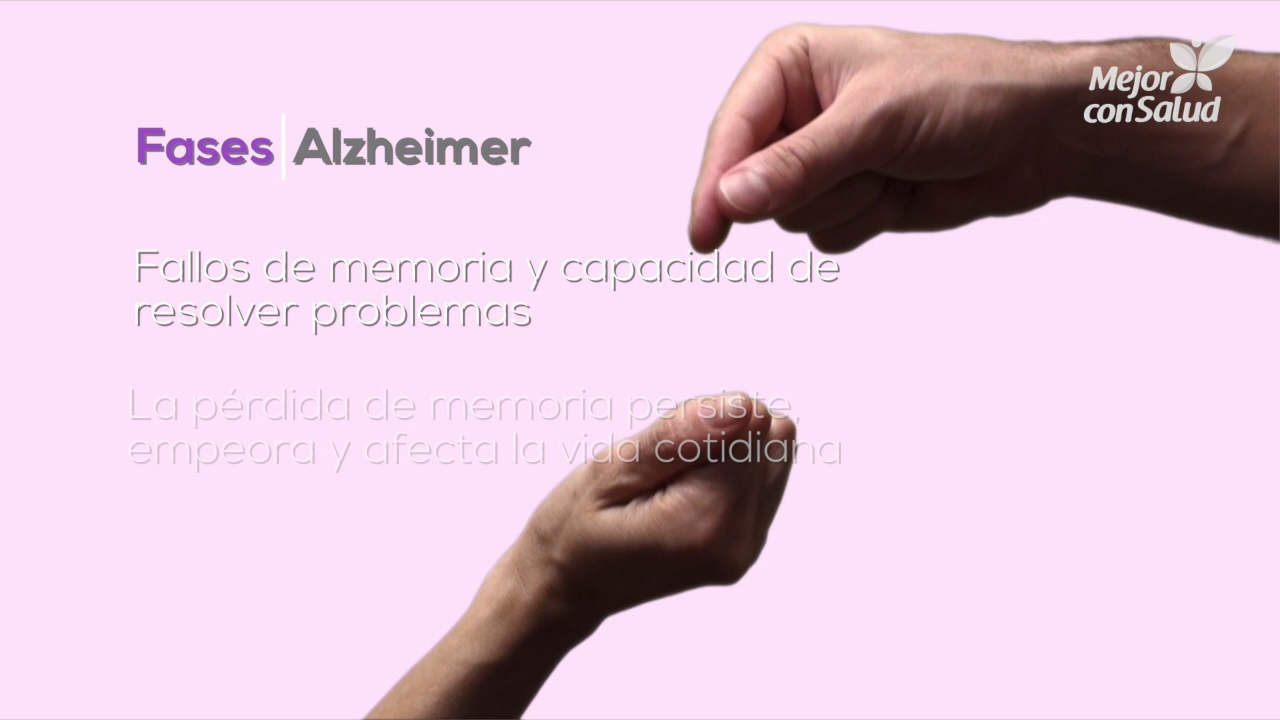 Mejor
con Salud
Fases | Alzheimer
Fallos de memoria y capacidad de
resolver problemas
La pérdida de memoria persiste,
empeora y afecta la vida cotidiana